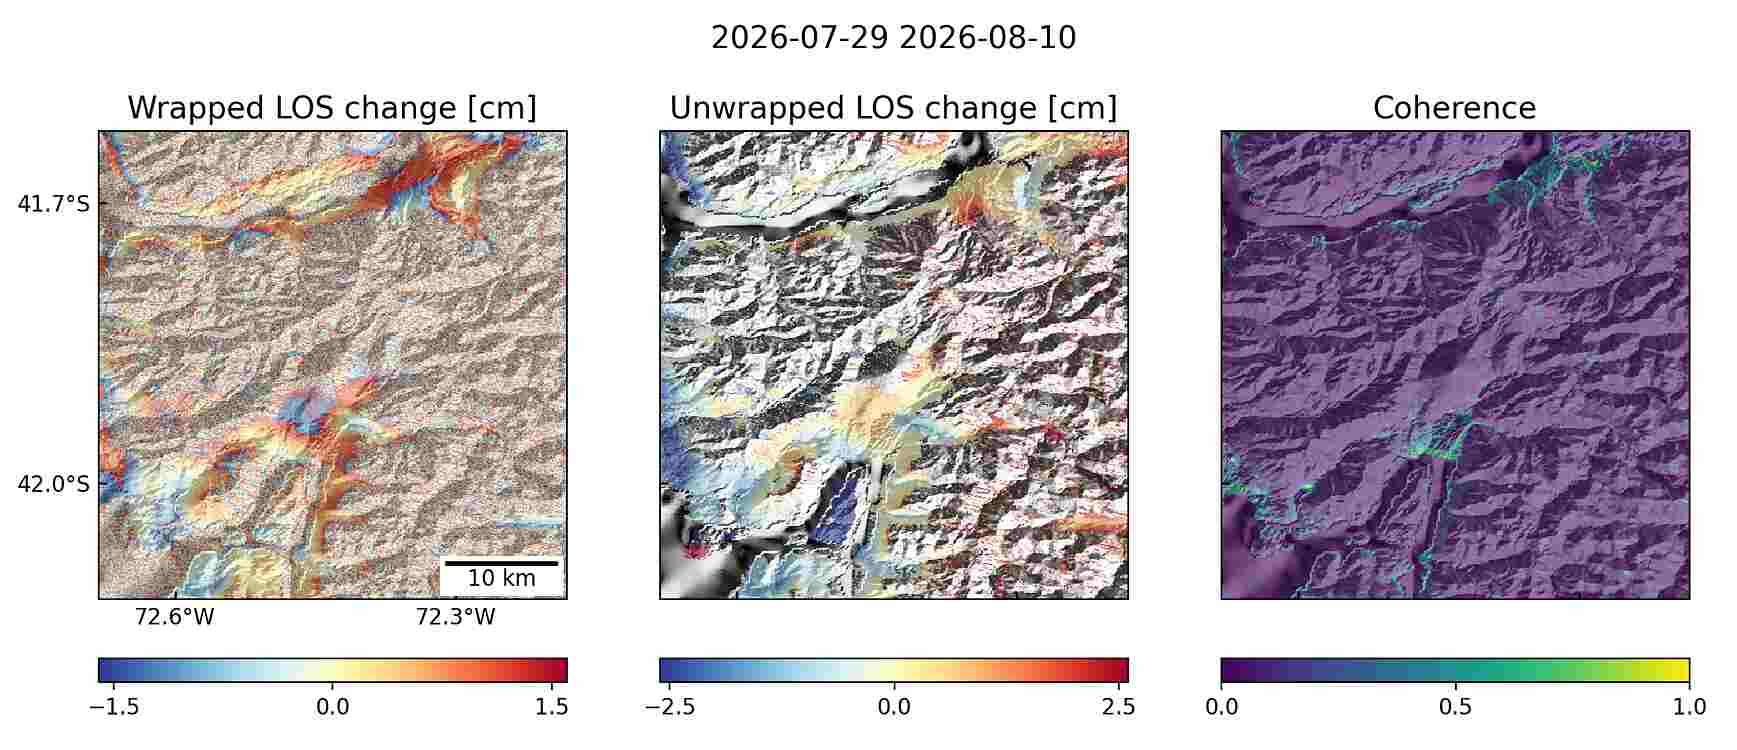 2026-07-29 2026-08-10
Wrapped LOS change [cm]
Unwrapped LOS change [cm]
Coherence
41.7°S
42.0°S
10 km
72.6°W
72.3°W
−1.5
0.0
1.5
−2.5
0.0
2.5
0.0
0.5
1.0